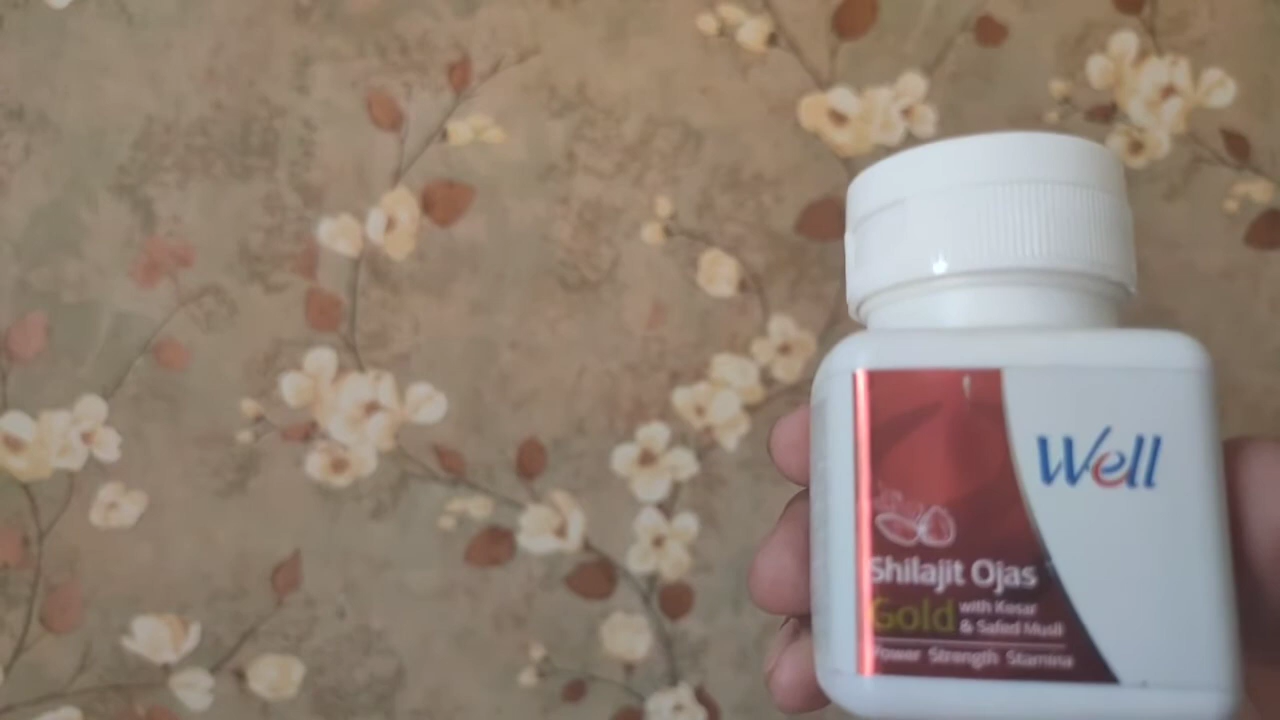 Well
Shilajit Ojas
Gold with Kesar
& Safed Musli
Power Strength Stamina